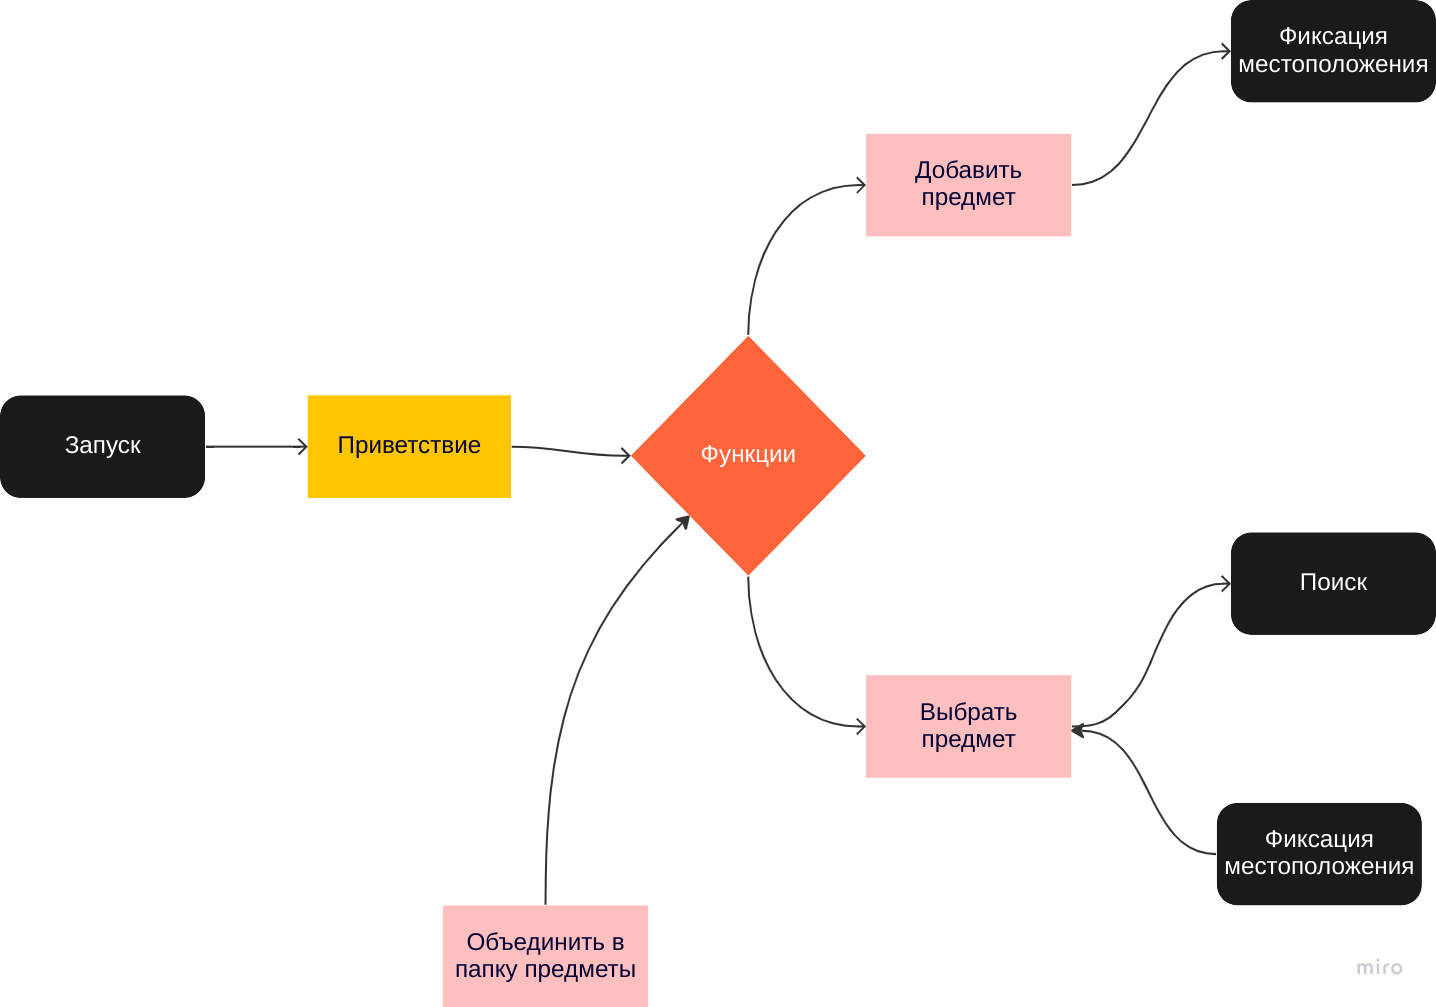 Фиксация
местоположения
Добавить
предмет
Запуск
Приветствие
Функции
Поиск
Выбрать
предмет
Фиксация
местоположения
Объединить в
папку предметы
miro